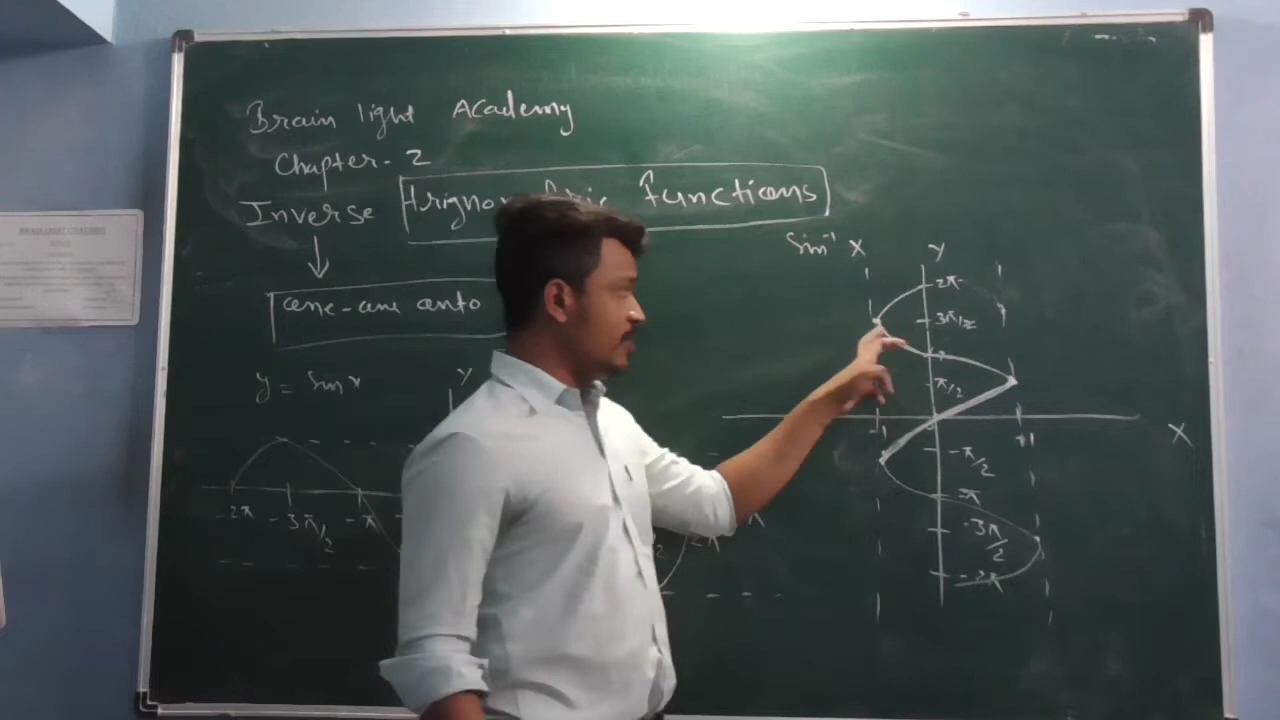 Brain light Academy
Chapter - 2
Inverse functions
one-one onto
y = Sin x
Y
-2π -3π/2 -π
Sin⁻¹ x
Y
2π
3π/2
π
π/2
-1 +1
X
-π/2
-π
-3π/2
-2π